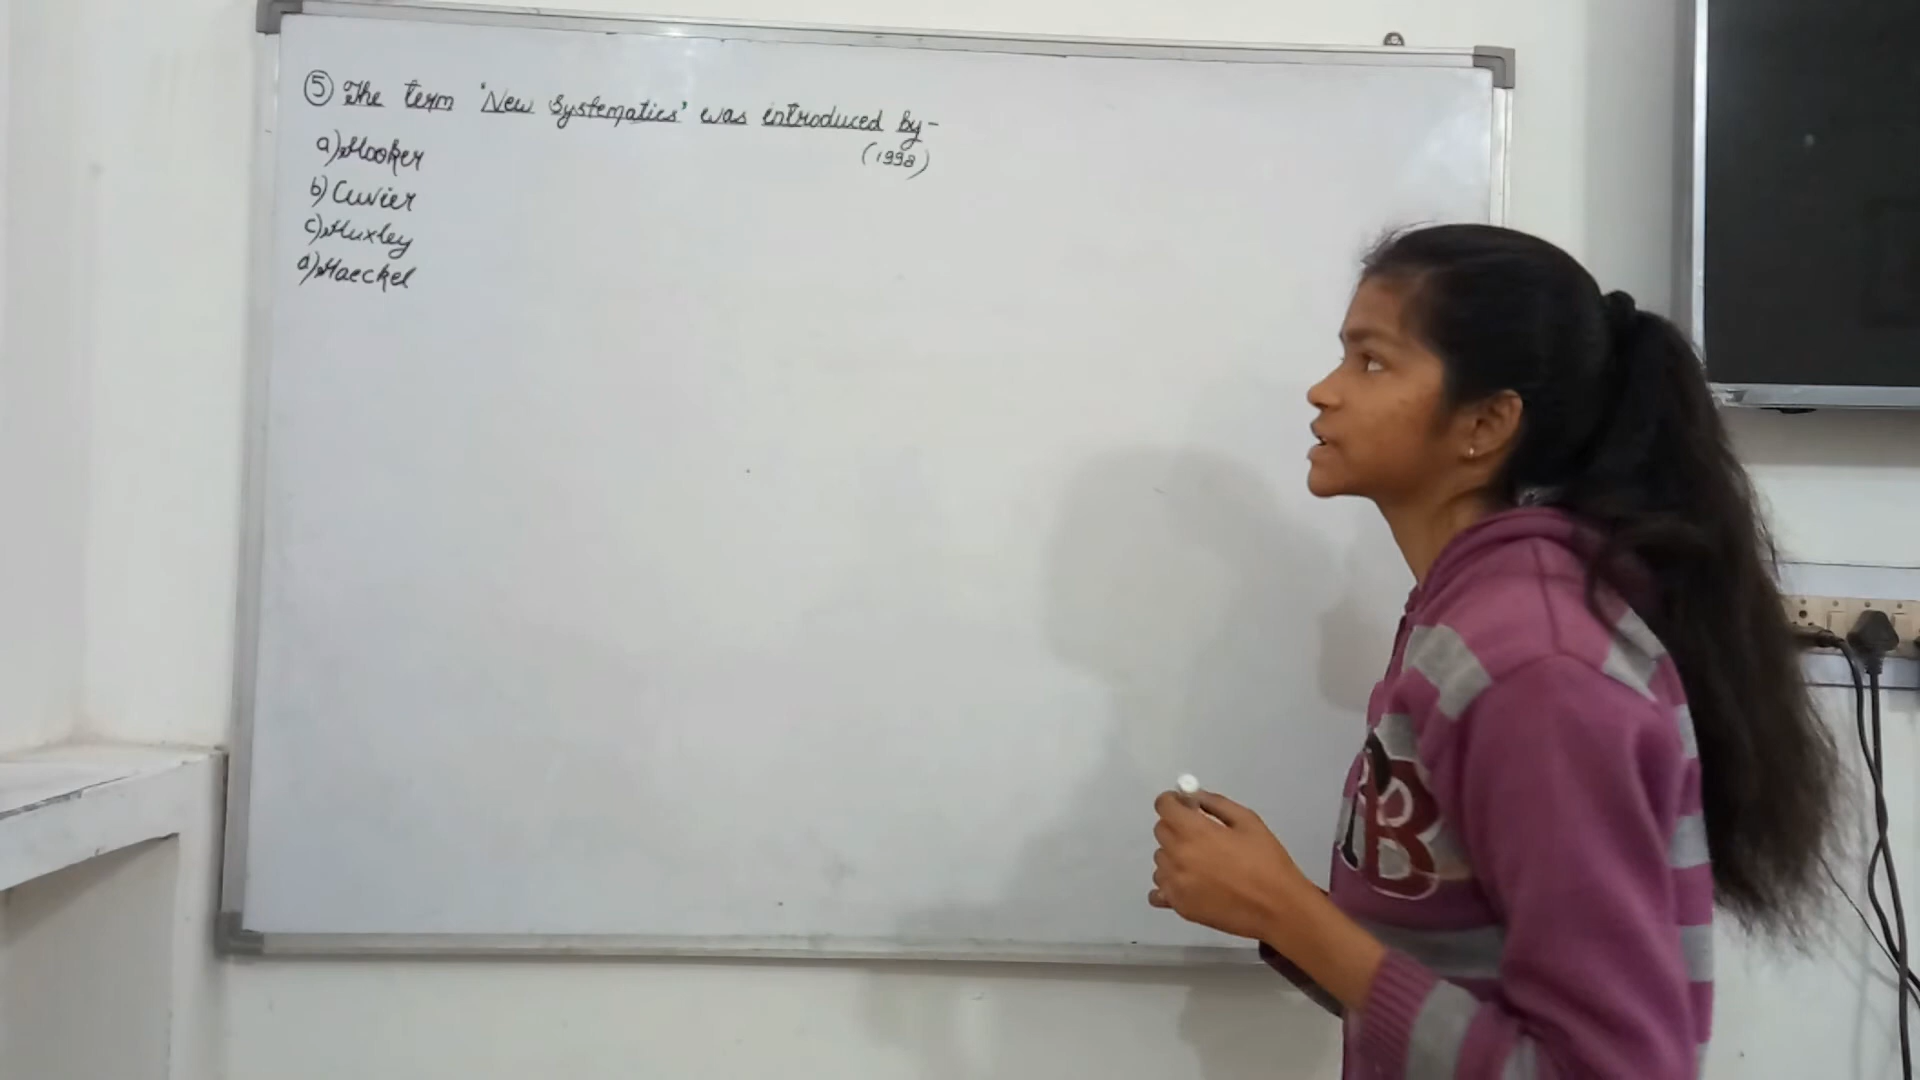 ⑤ The term 'New Systematics' was introduced by-
(1998)
a) Hooker
b) Cuvier
c) Huxley
d) Haeckel
B